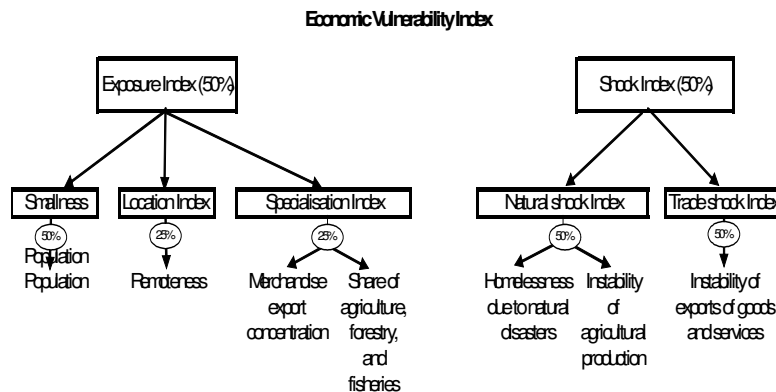 Economic Vulnerability Index
Exposure Index (50%)
Shock Index (50%)
Smallness
Location Index
Specialisation Index
Natural shock Index
Trade shock Index
50%
25%
25%
50%
50%
Population
Population
Remoteness
Merchandise
export
concentration
Share of
agriculture,
forestry,
and
fisheries
Homelessness
due to natural
disasters
Instability
of
agricultural
production
Instability of
exports of goods
and services